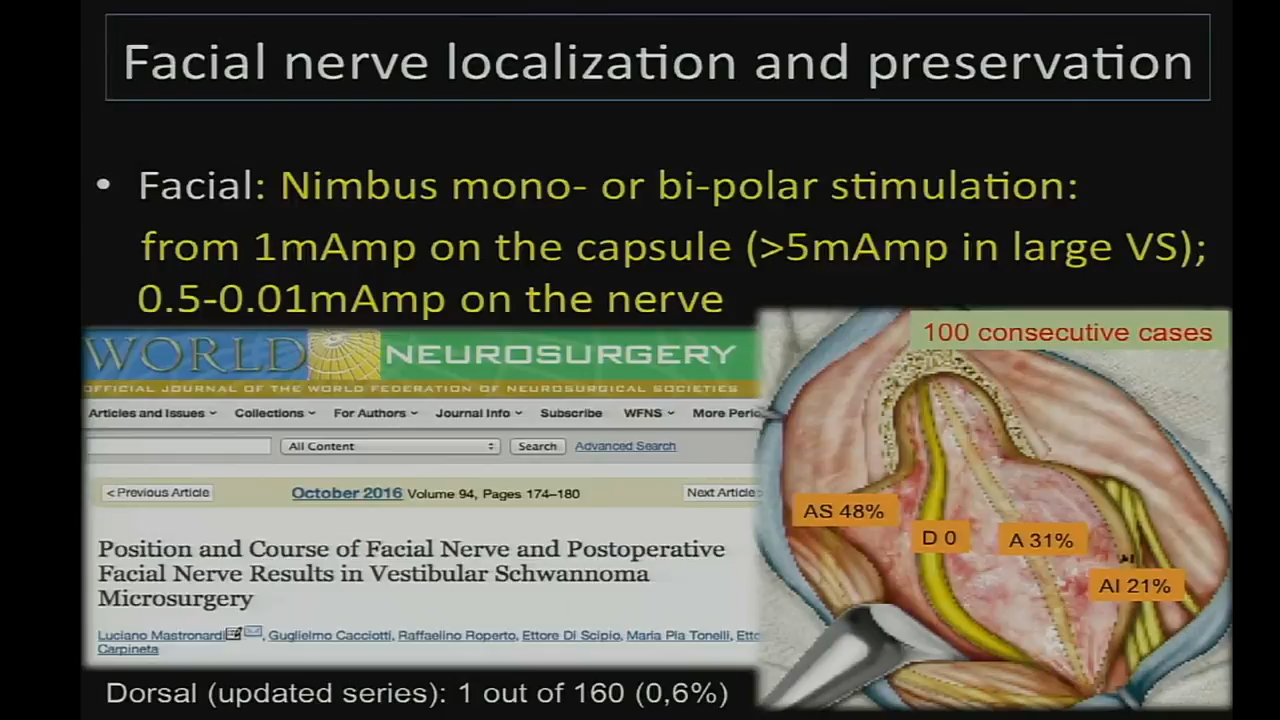 Facial nerve localization and preservation
• Facial: Nimbus mono- or bi-polar stimulation:
from 1mAmp on the capsule (>5mAmp in large VS);
0.5-0.01mAmp on the nerve
WORLD NEUROSURGERY
OFFICIAL JOURNAL OF THE WORLD FEDERATION OF NEUROSURGICAL SOCIETIES
Articles and Issues Collections For Authors Journal Info Subscribe WFNS More
All Content Search Advanced Search
< Previous Article October 2016 Volume 94, Pages 174–180 Next Article
Position and Course of Facial Nerve and Postoperative
Facial Nerve Results in Vestibular Schwannoma
Microsurgery
Luciano Mastronardi, Guglielmo Cacciotti, Raffaelino Roperto, Ettore Di Scipio, Maria Pia Tonelli,
Carpineta
100 consecutive cases
AS 48%
D 0
A 31%
AI 21%
Dorsal (updated series): 1 out of 160 (0,6%)